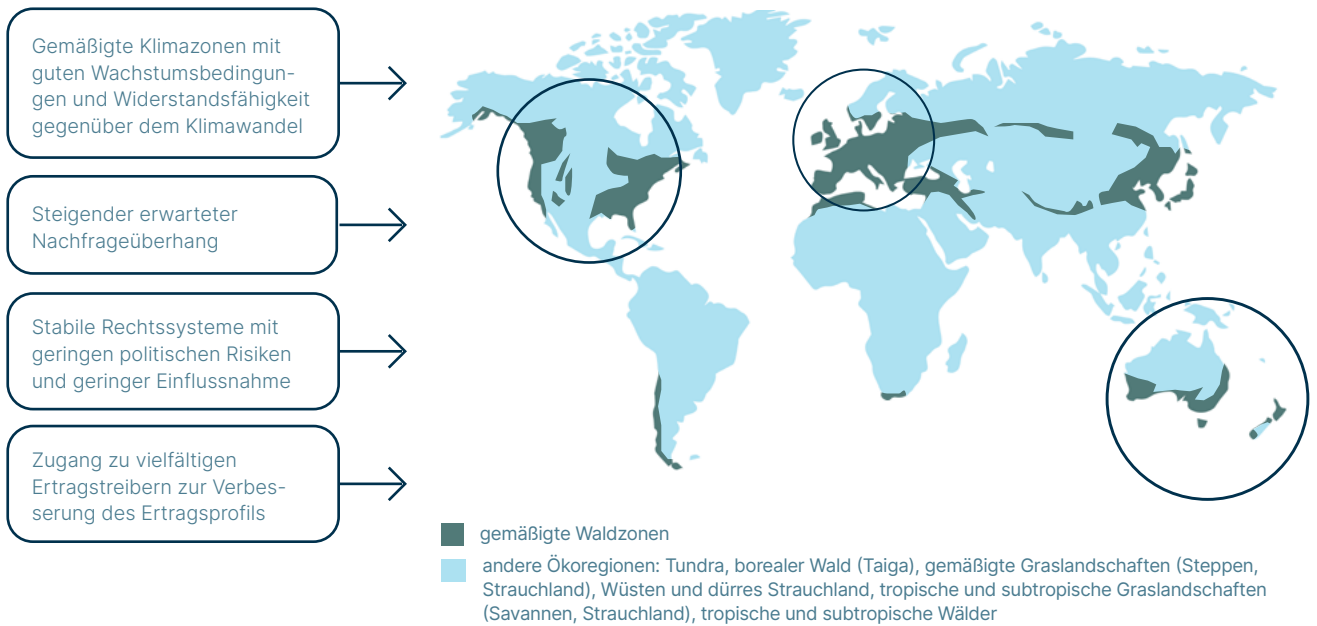 Gemäßigte Klimazonen mit
guten Wachstumsbedingun-
gen und Widerstandsfähigkeit
gegenüber dem Klimawandel
Steigender erwarteter
Nachfrageüberhang
Stabile Rechtssysteme mit
geringen politischen Risiken
und geringer Einflussnahme
Zugang zu vielfältigen
Ertragstreibern zur Verbes-
serung des Ertragsprofils
gemäßigte Waldzonen
andere Ökoregionen: Tundra, borealer Wald (Taiga), gemäßigte Graslandschaften (Steppen,
Strauchland), Wüsten und dürres Strauchland, tropische und subtropische Graslandschaften
(Savannen, Strauchland), tropische und subtropische Wälder